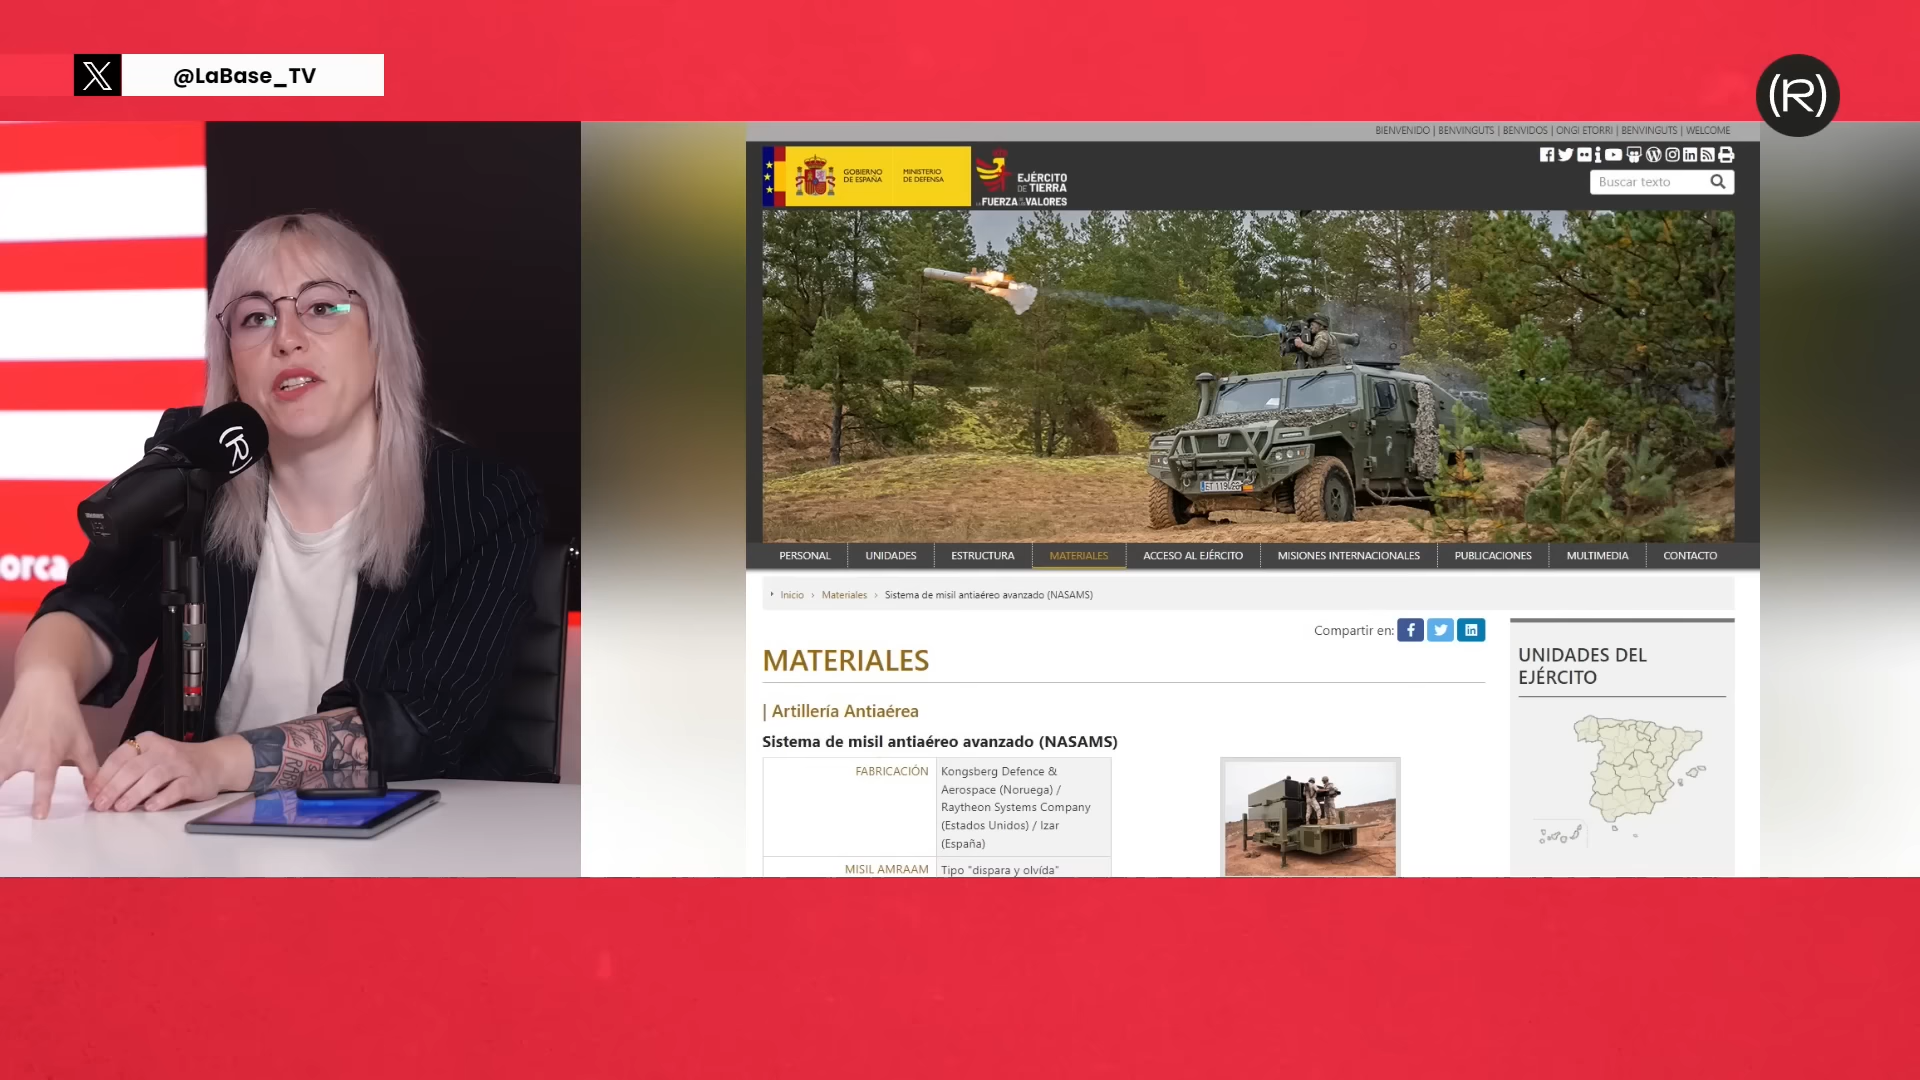 @LaBase_TV
(R)
orca
BIENVENIDO | BENVINGUTS | BENVIDOS | ONGI ETORRI | BENVINGUTS | WELCOME
GOBIERNO DE ESPAÑA
MINISTERIO DE DEFENSA
EJÉRCITO
DE TIERRA
FUERZA VALORES
Buscar texto
ET 119
PERSONAL
UNIDADES
ESTRUCTURA
MATERIALES
ACCESO AL EJÉRCITO
MISIONES INTERNACIONALES
PUBLICACIONES
MULTIMEDIA
CONTACTO
Inicio › Materiales › Sistema de misil antiaéreo avanzado (NASAMS)
Compartir en:
MATERIALES
| Artillería Antiaérea
Sistema de misil antiaéreo avanzado (NASAMS)
FABRICACIÓN
Kongsberg Defence &
Aerospace (Noruega) /
Raytheon Systems Company
(Estados Unidos) / Izar
(España)
MISIL AMRAAM
Tipo "dispara y olvida"
UNIDADES DEL
EJÉRCITO